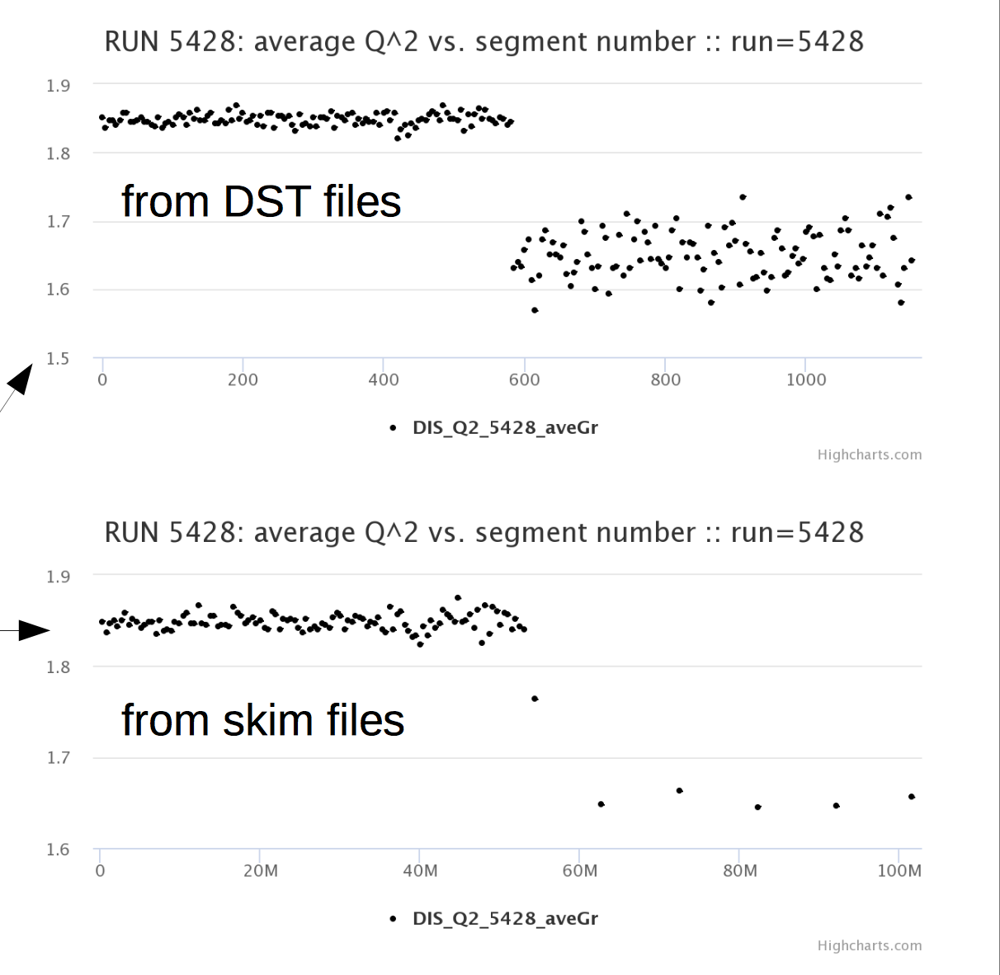 RUN 5428: average Q^2 vs. segment number :: run=5428
1.9
1.8
from DST files
1.7
1.6
1.5
0 200 400 600 800 1000
DIS_Q2_5428_aveGr
Highcharts.com
RUN 5428: average Q^2 vs. segment number :: run=5428
1.9
1.8
from skim files
1.7
1.6
0 20M 40M 60M 80M 100M
DIS_Q2_5428_aveGr
Highcharts.com